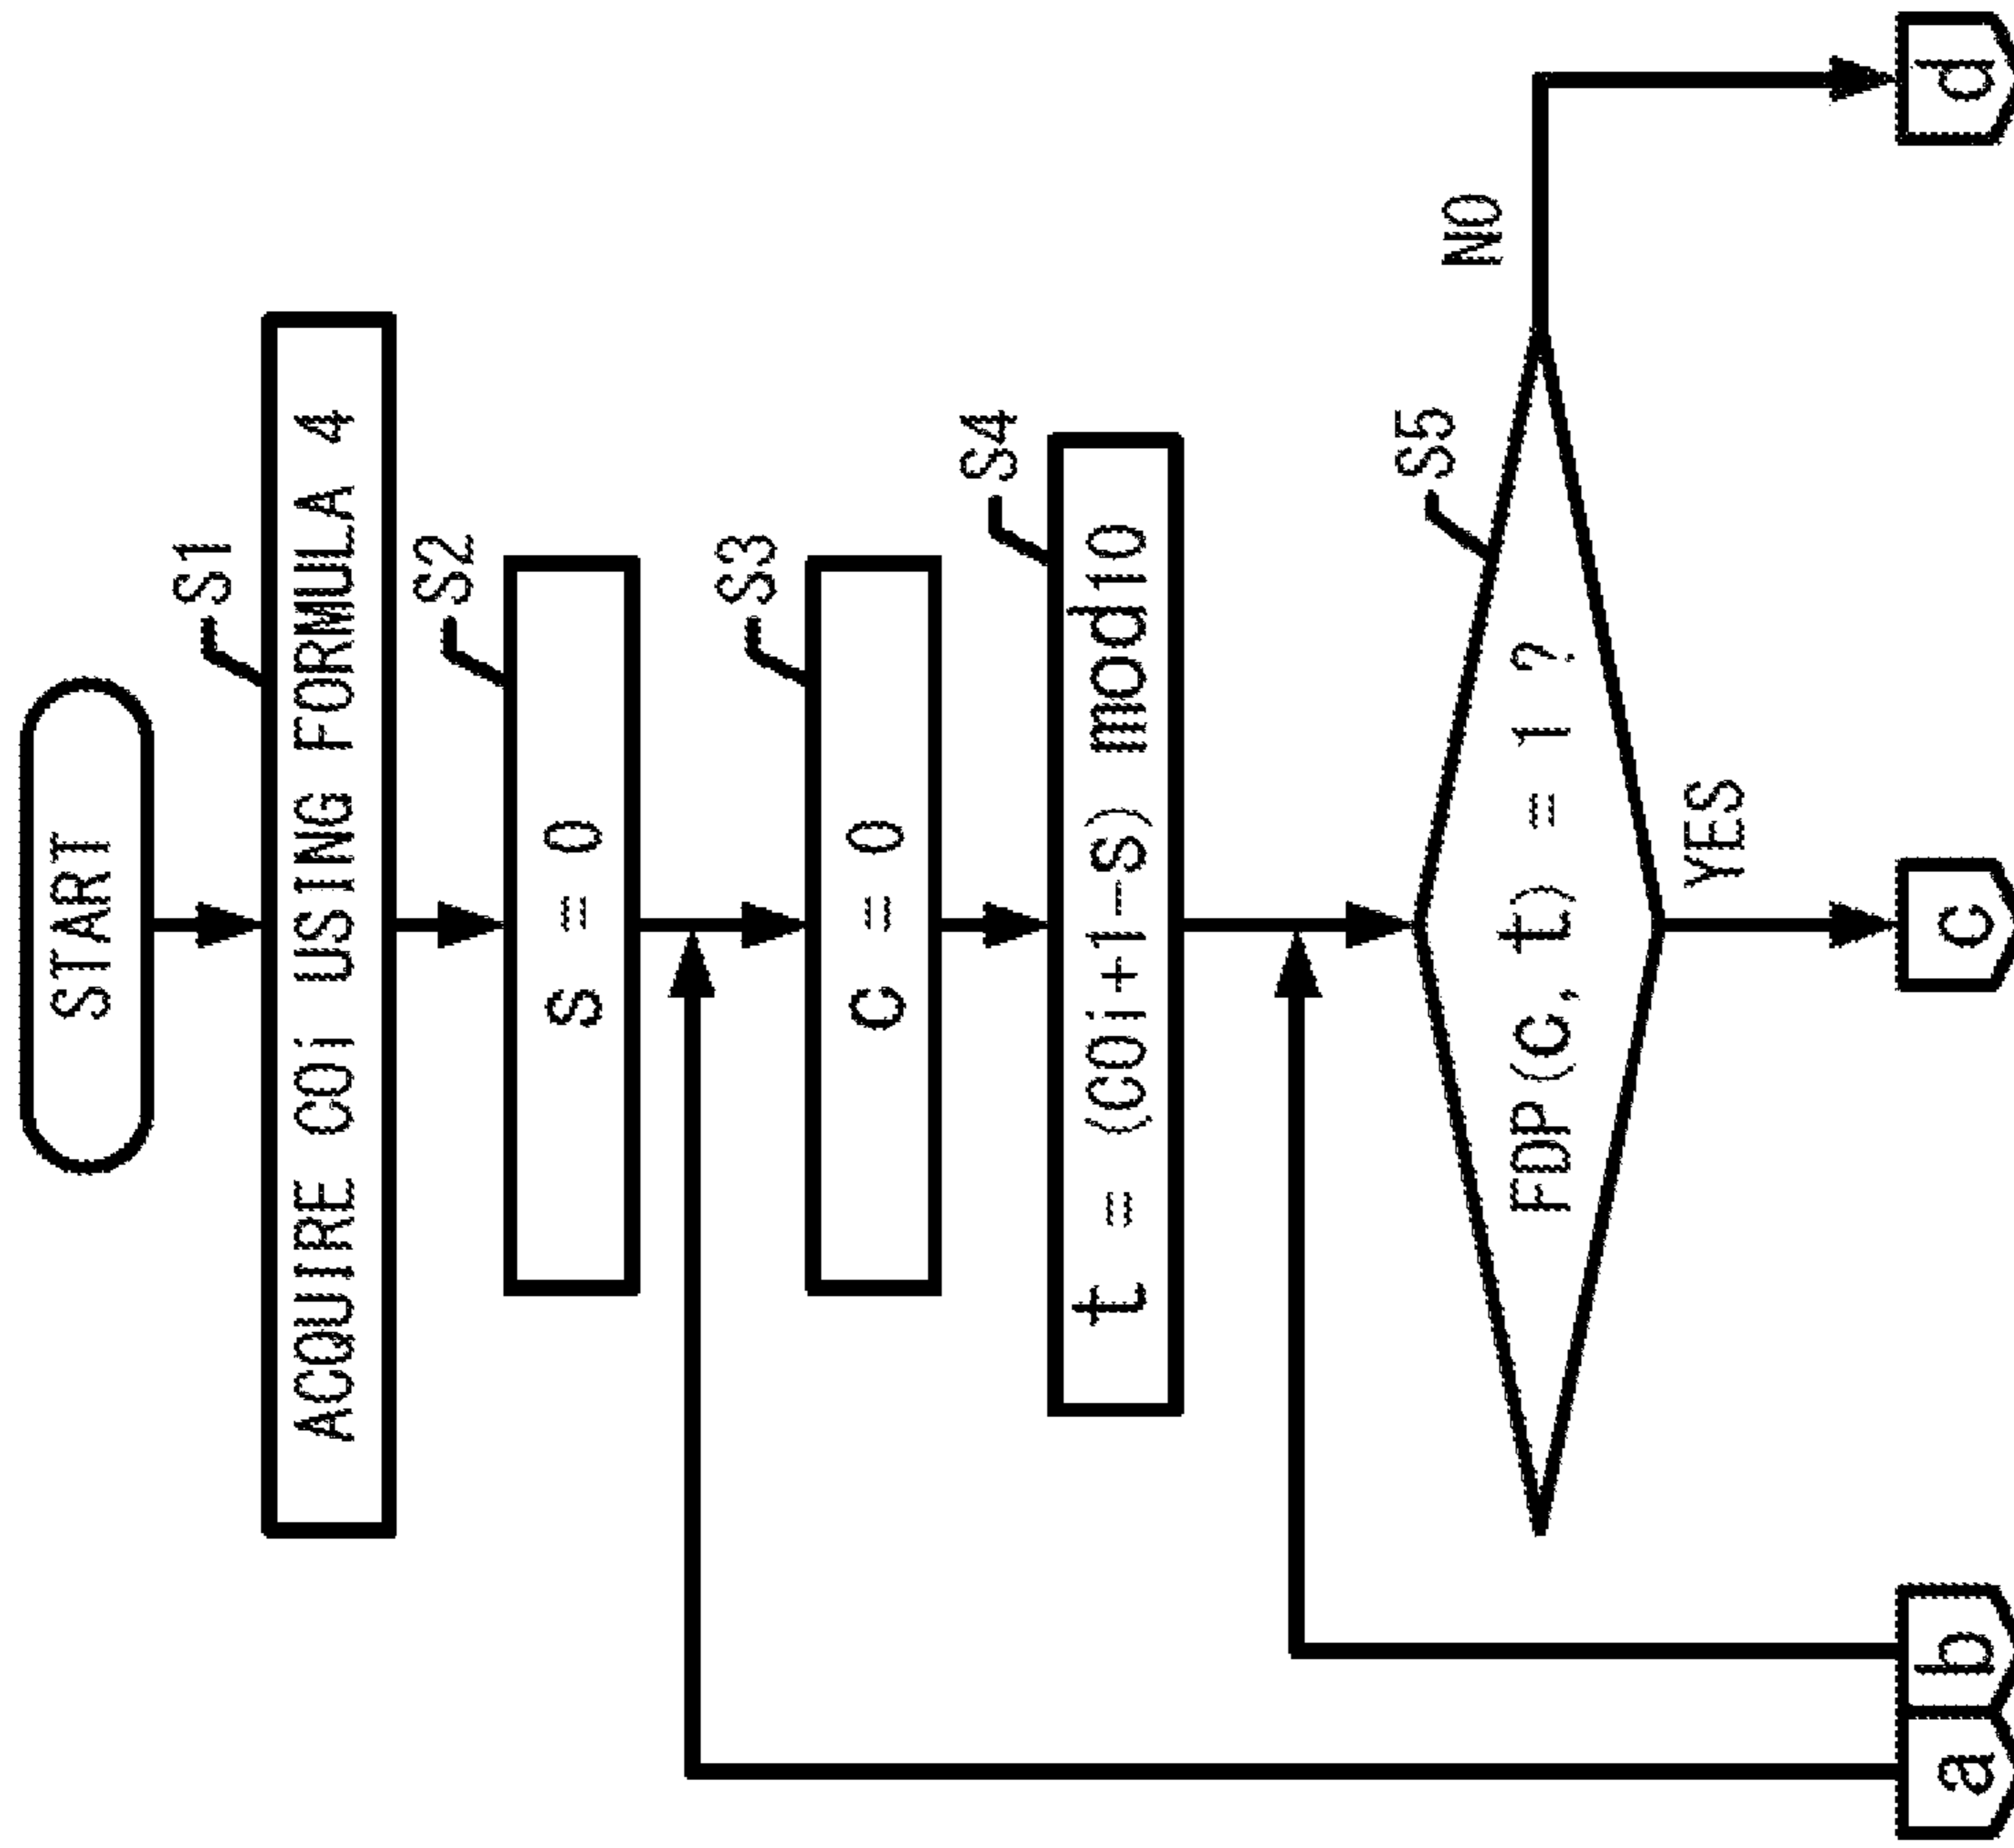 START
S1
ACQUIRE C0i USING FORMULA 4
S2
S = 0
S3
C = 0
S4
t = (C0i+1-S) mod10
S5
FDP(C, t) = 1 ?
NO
YES
a
b
c
d